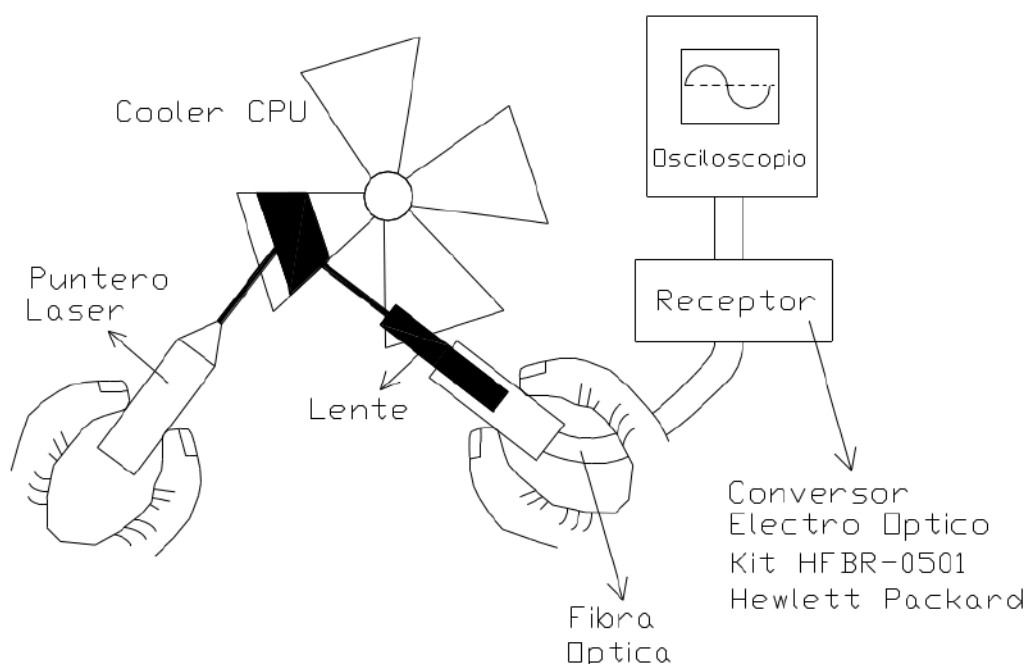 Cooler CPU
Osciloscopio
Puntero
Laser
Receptor
Lente
Conversor
Electro Optico
Kit HFBR-0501
Hewlett Packard
Fibra
Optica